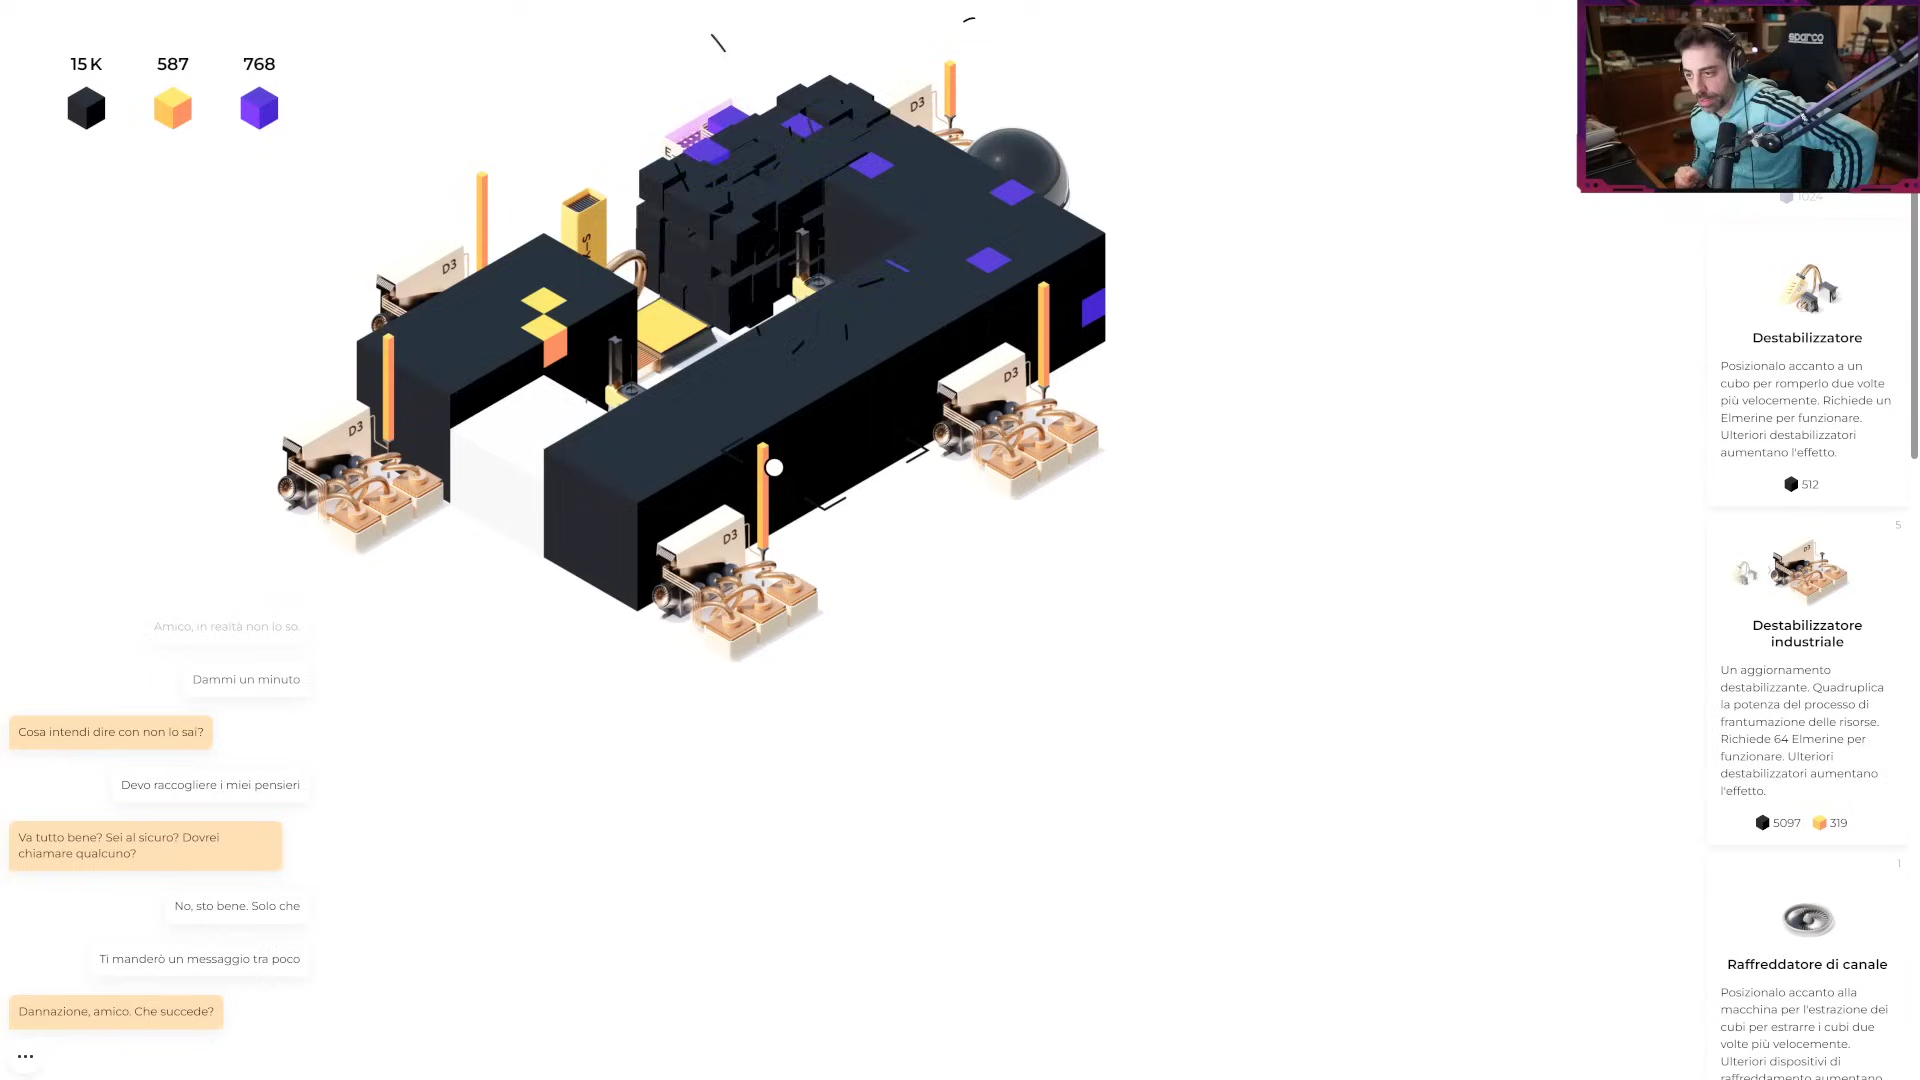 15 K
587
768
sparco
1024
D3
D3
D3
D3
D3
E
S
Amico, in realtà non lo so.
Dammi un minuto
Cosa intendi dire con non lo sai?
Devo raccogliere i miei pensieri
Va tutto bene? Sei al sicuro? Dovrei
chiamare qualcuno?
No, sto bene. Solo che
Ti manderò un messaggio tra poco
Dannazione, amico. Che succede?
...
Destabilizzatore
Posizionalo accanto a un
cubo per romperlo due volte
più velocemente. Richiede un
Elmerine per funzionare.
Ulteriori destabilizzatori
aumentano l'effetto.
512
5
D3
Destabilizzatore
industriale
Un aggiornamento
destabilizzante. Quadruplica
la potenza del processo di
frantumazione delle risorse.
Richiede 64 Elmerine per
funzionare. Ulteriori
destabilizzatori aumentano
l'effetto.
5097 319
1
Raffreddatore di canale
Posizionalo accanto alla
macchina per l'estrazione dei
cubi per estrarre i cubi due
volte più velocemente.
Ulteriori dispositivi di
raffreddamento aumentano